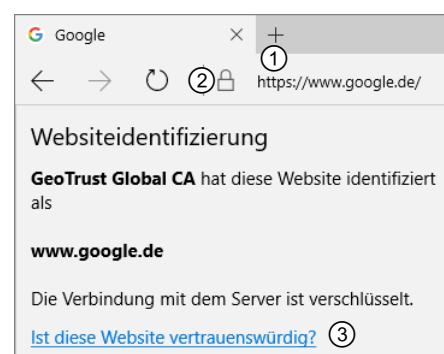 G Google
①
② https://www.google.de/
Websiteidentifizierung
GeoTrust Global CA hat diese Website identifiziert
als
www.google.de
Die Verbindung mit dem Server ist verschlüsselt.
Ist diese Website vertrauenswürdig? ③